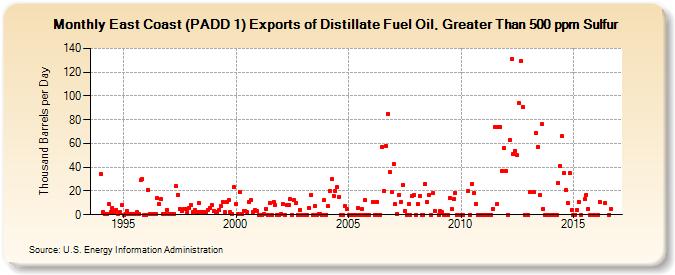 Monthly East Coast (PADD 1) Exports of Distillate Fuel Oil, Greater Than 500 ppm Sulfur
Thousand Barrels per Day
140
120
100
80
60
40
20
0
1995 2000 2005 2010 2015
Source: U.S. Energy Information Administration